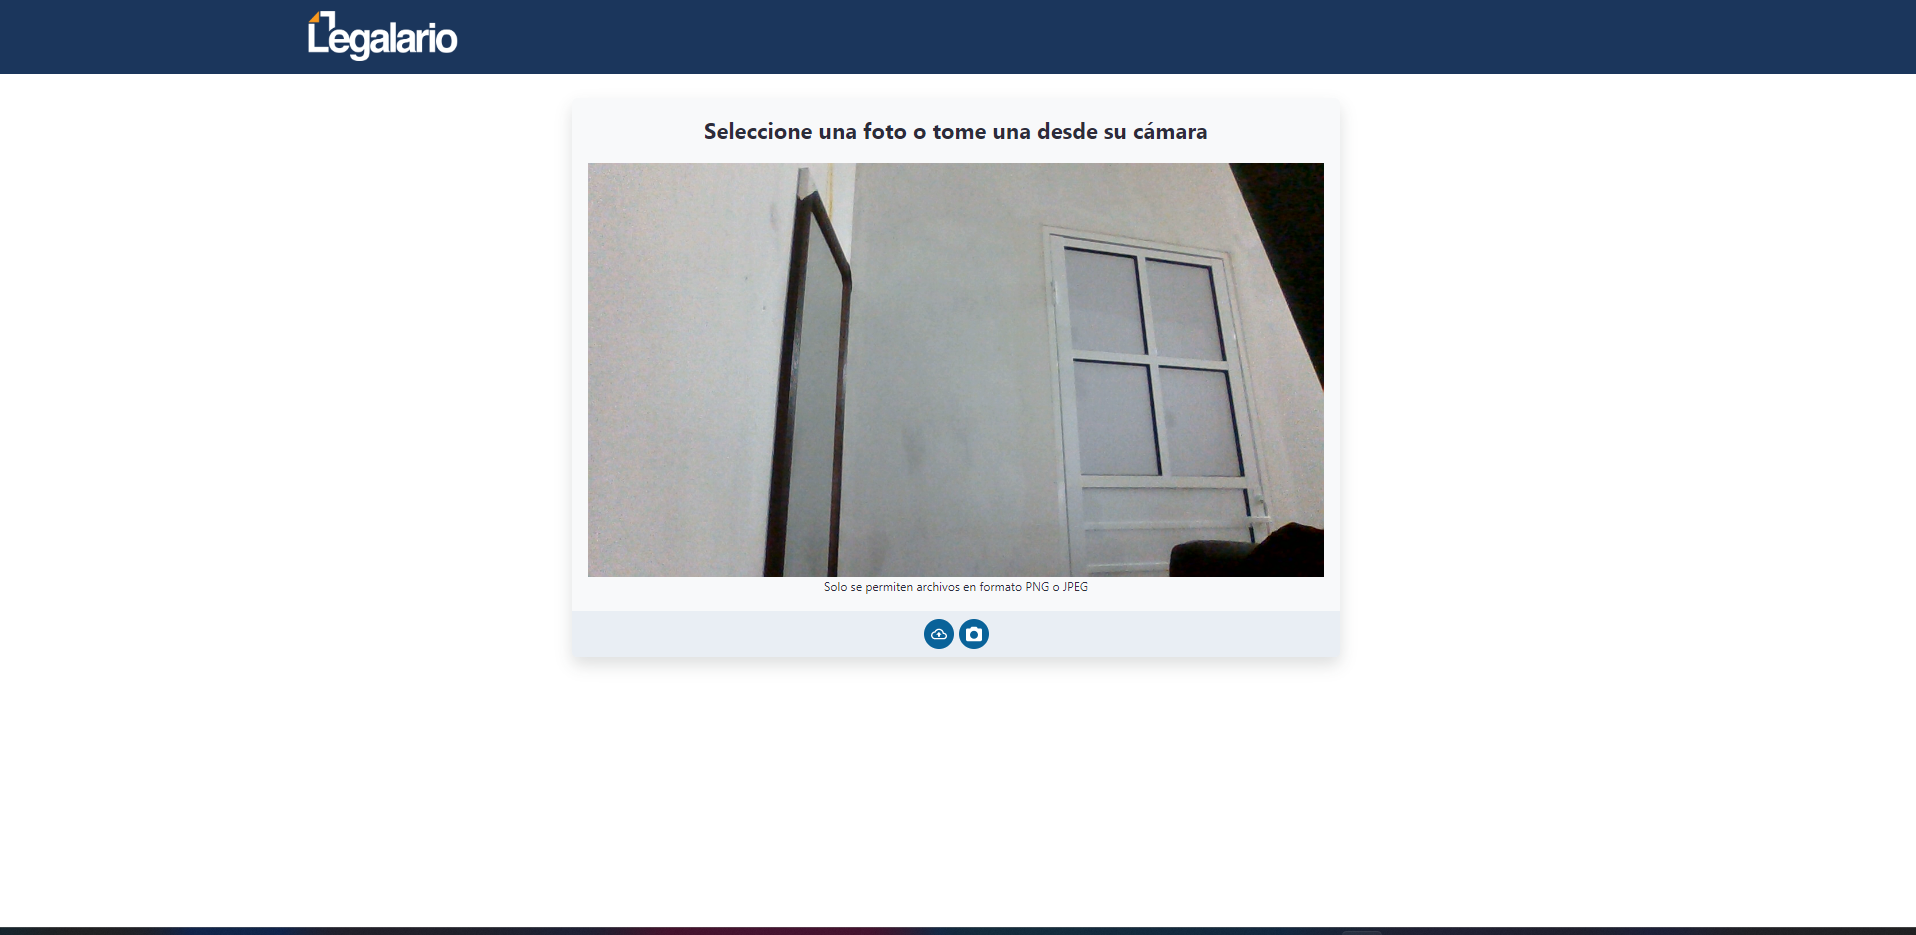 Legalario
Seleccione una foto o tome una desde su cámara
Solo se permiten archivos en formato PNG o JPEG